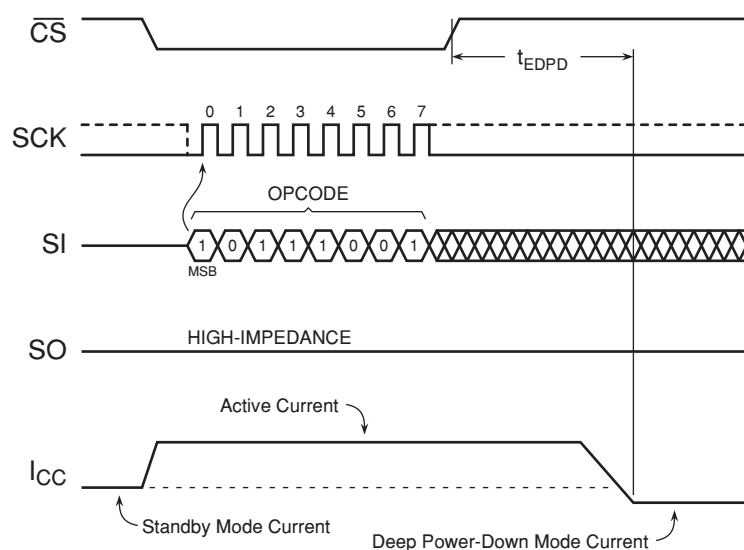 CS
tEDPD
0 1 2 3 4 5 6 7
SCK
OPCODE
SI
1 0 1 1 1 0 0 1
MSB
HIGH-IMPEDANCE
SO
Active Current
ICC
Standby Mode Current
Deep Power-Down Mode Current